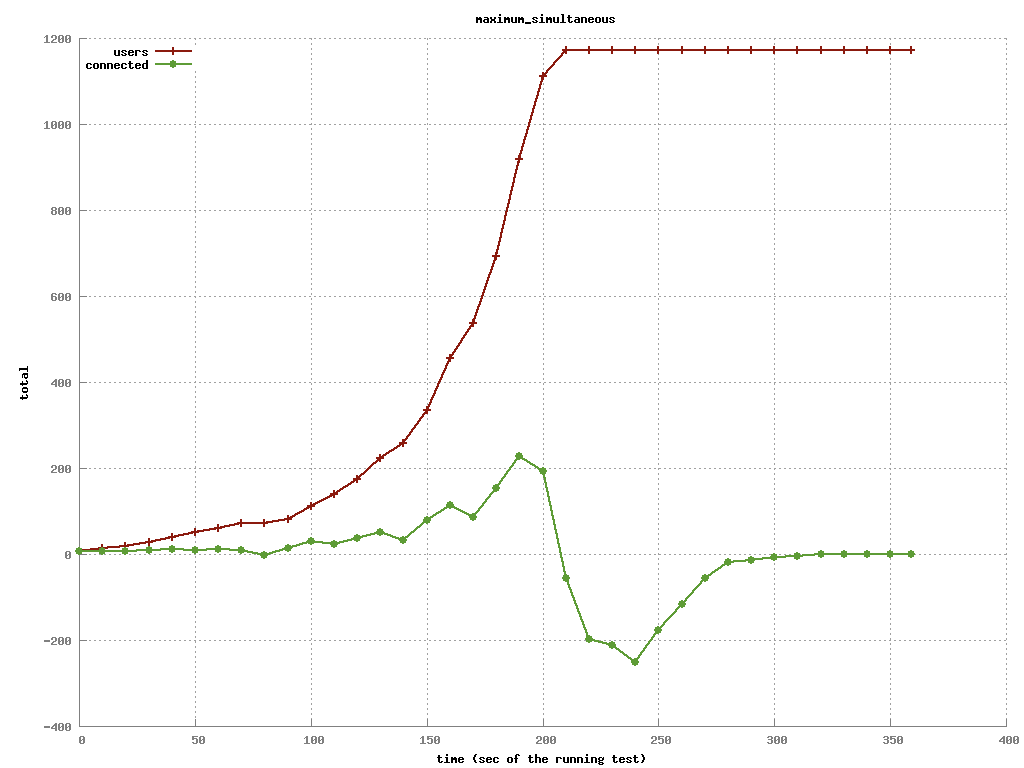 maximum_simultaneous
users
connected
1200
1000
800
600
400
200
0
-200
-400
total
0 50 100 150 200 250 300 350 400
time (sec of the running test)